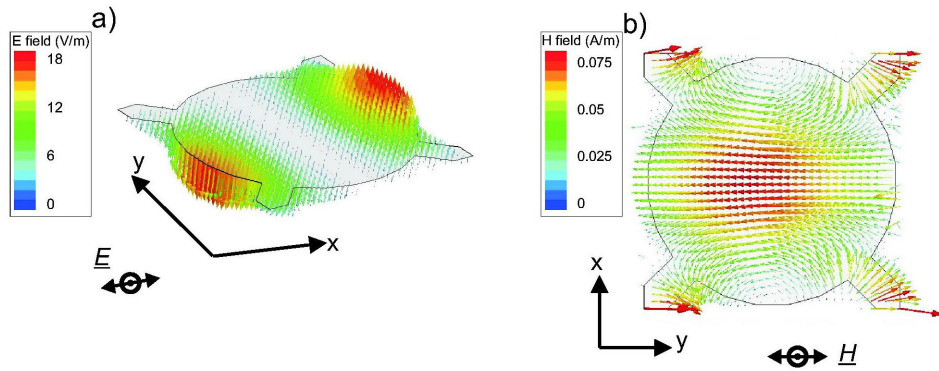 a)
E field (V/m)
18
12
6
0
y
x
E
b)
H field (A/m)
0.075
0.05
0.025
0
x
y
H